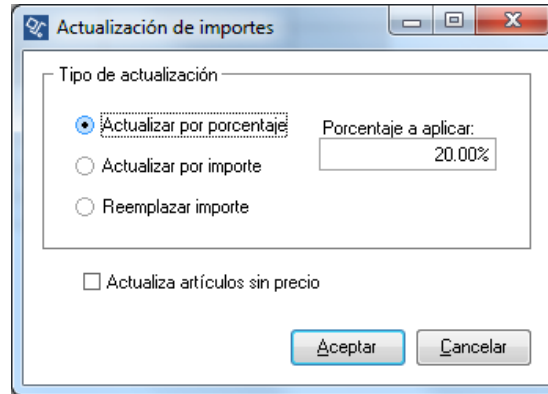 Actualización de importes
Tipo de actualización
Actualizar por porcentaje
Porcentaje a aplicar:
20.00%
Actualizar por importe
Reemplazar importe
Actualiza artículos sin precio
Aceptar
Cancelar